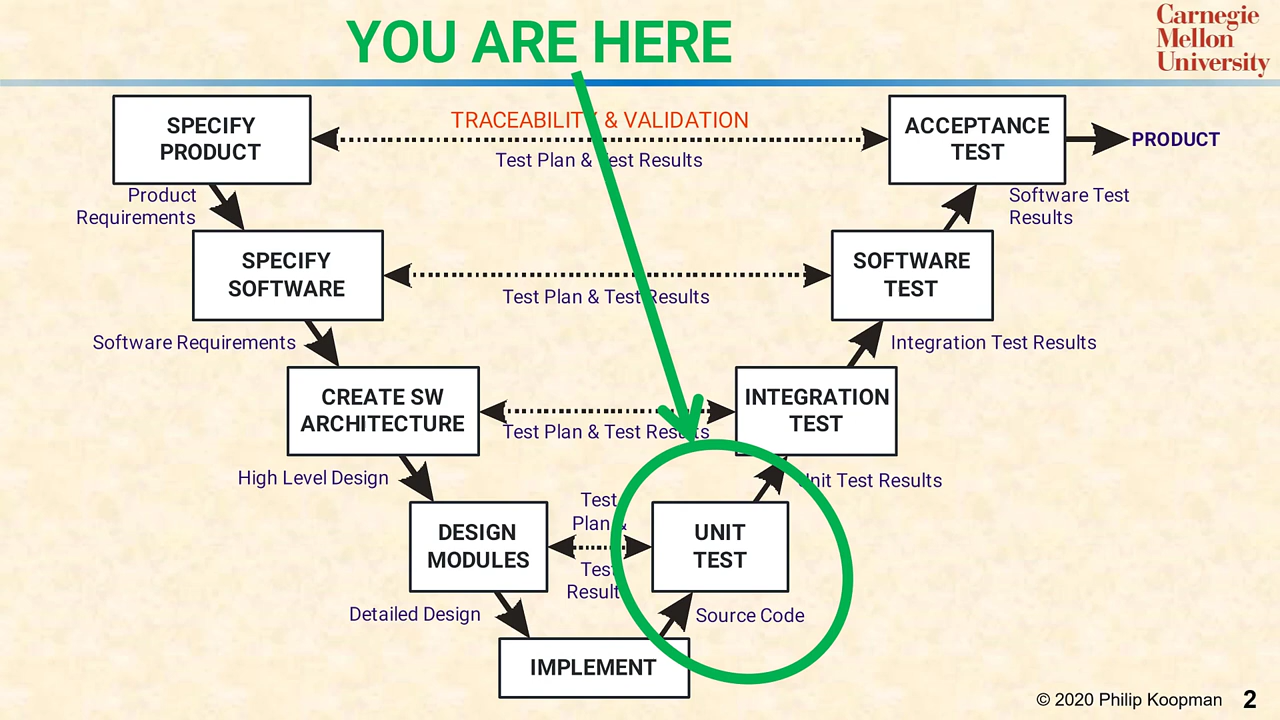 YOU ARE HERE
Carnegie
Mellon
University
SPECIFY
PRODUCT
TRACEABILITY & VALIDATION
Test Plan & Test Results
ACCEPTANCE
TEST
PRODUCT
Product
Requirements
Software Test
Results
SPECIFY
SOFTWARE
Test Plan & Test Results
SOFTWARE
TEST
Software Requirements
Integration Test Results
CREATE SW
ARCHITECTURE
Test Plan & Test Results
INTEGRATION
TEST
High Level Design
Unit Test Results
DESIGN
MODULES
Test
Plan &
Test
Results
UNIT
TEST
Detailed Design
Source Code
IMPLEMENT
© 2020 Philip Koopman 2